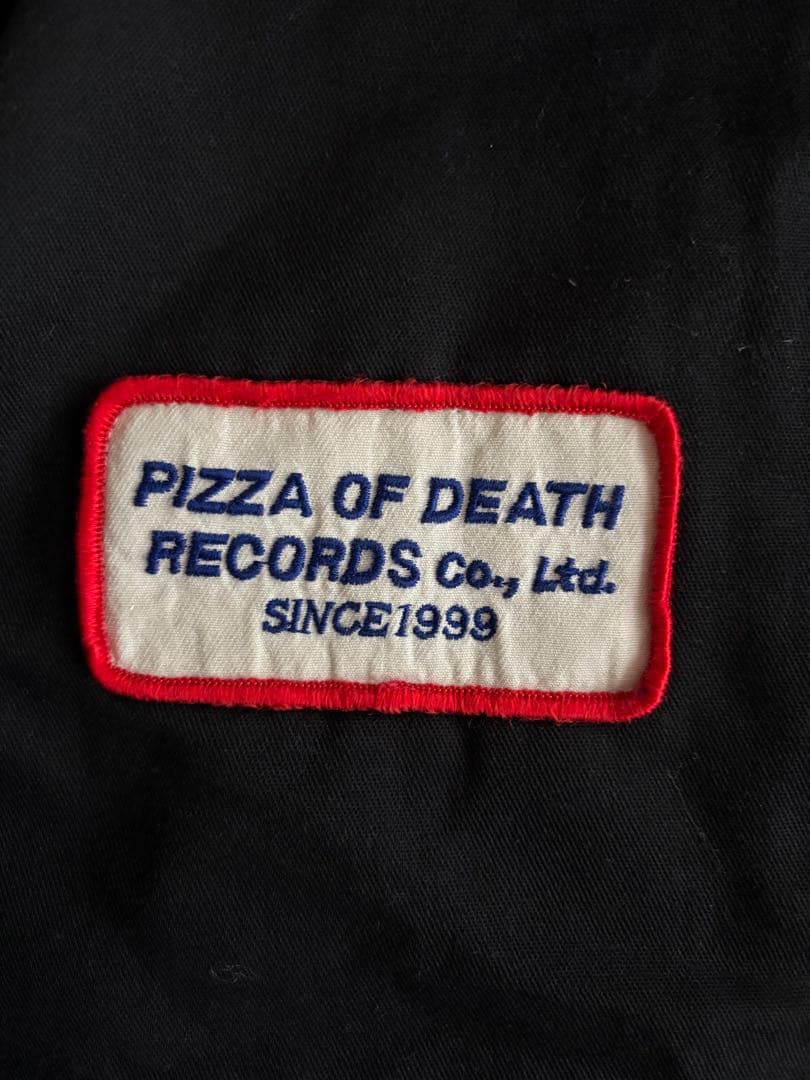 PIZZA OF DEATH
RECORDS Co., Ltd.
SINCE1999